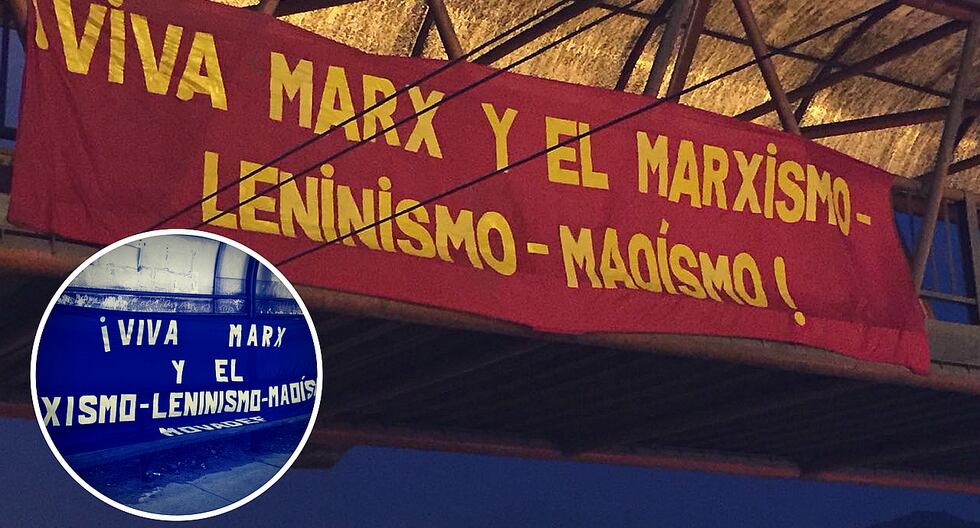 ¡VIVA MARX Y EL MARXISMO-
LENINISMO-MAOÍSMO!
¡VIVA MARX
Y EL
XISMO-LENINISMO-MAOÍS
MOVADEF